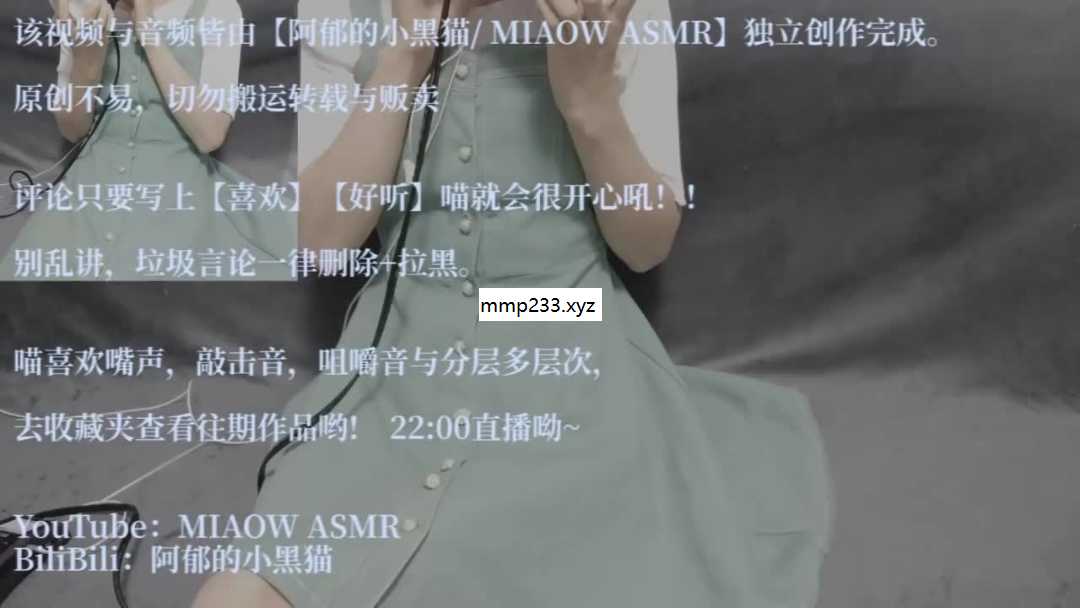 该视频与音频皆由【阿郁的小黑猫/ MIAOW ASMR】独立创作完成。
原创不易，切勿搬运转载与贩卖
评论只要写上【喜欢】【好听】喵就会很开心吼！！
别乱讲，垃圾言论一律删除+拉黑。
mmp233.xyz
喵喜欢嘴声，敲击音，咀嚼音与分层多层次，
去收藏夹查看往期作品哟！ 22:00直播呦~
YouTube：MIAOW ASMR
BiliBili：阿郁的小黑猫